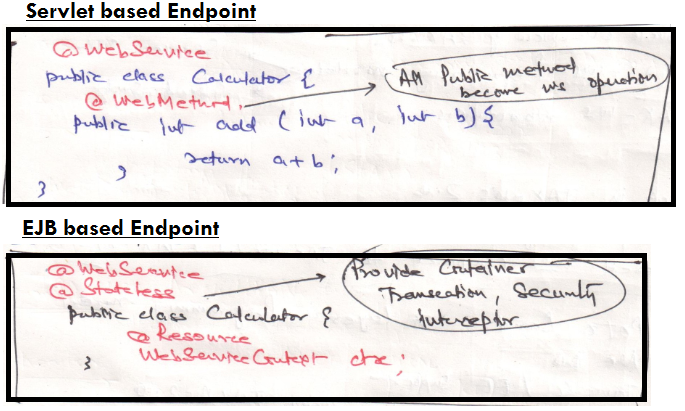 Servlet based Endpoint
@WebService
public class Calculator {
@WebMethod.
All Public method
become ws operation
public int add (int a, int b) {
return a+b;
}
}
EJB based Endpoint
@WebService
@Stateless
Provide Container
Transcation, Security
interceptor
public class Calculator {
@Resource
WebServiceContext ctx;
}